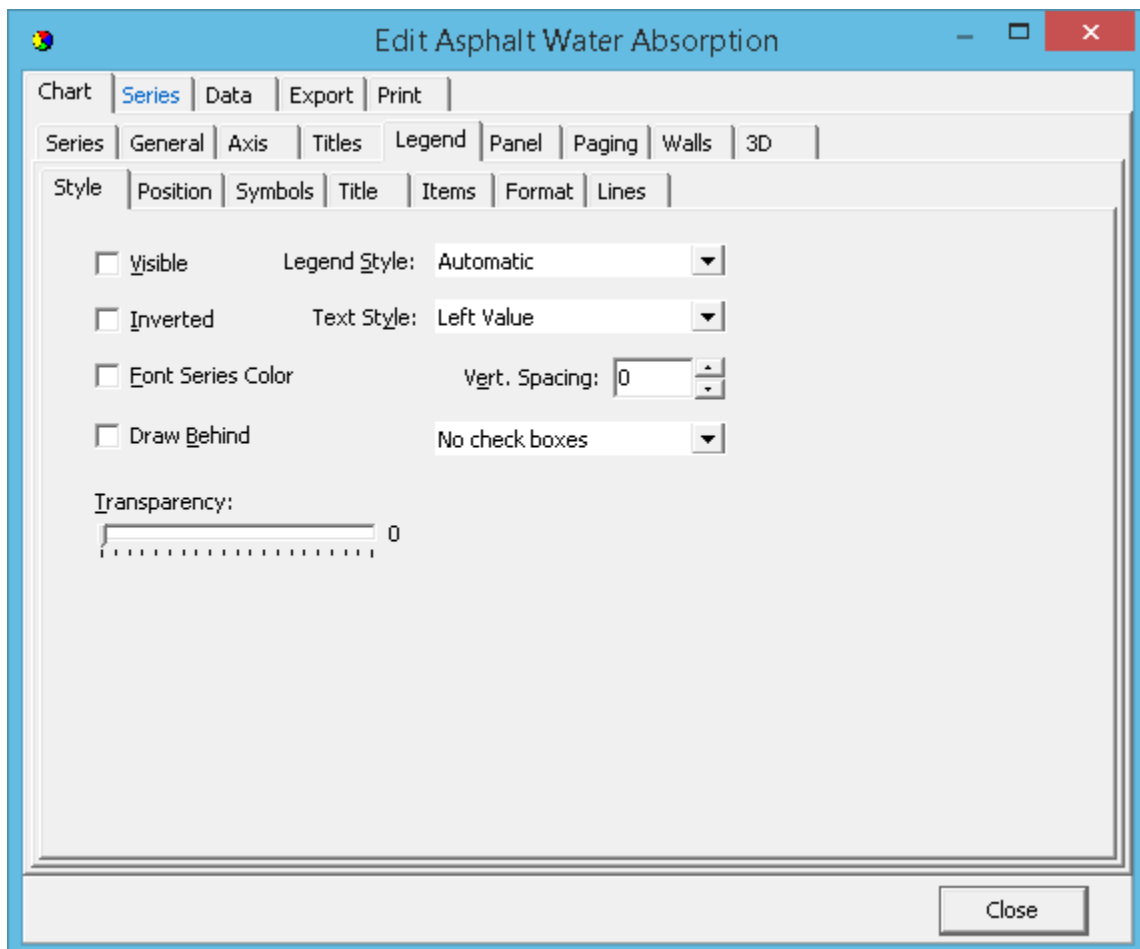 Edit Asphalt Water Absorption
Chart Series Data Export Print
Series General Axis Titles Legend Panel Paging Walls 3D
Style Position Symbols Title Items Format Lines
Visible Legend Style: Automatic
Inverted Text Style: Left Value
Font Series Color Vert. Spacing: 0
Draw Behind No check boxes
Transparency:
0
Close